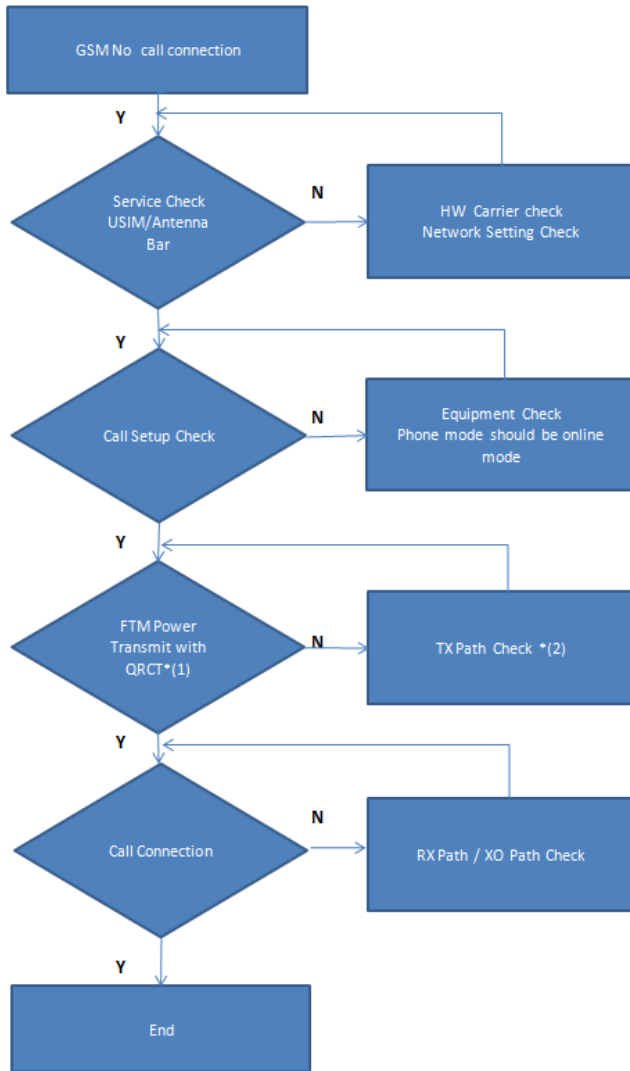 GSM No call connection
Y
Service Check
USIM/Antenna
Bar
N
HW Carrier check
Network Setting Check
Y
Call Setup Check
N
Equipment Check
Phone mode should be online
mode
Y
FTM Power
Transmit with
QRCT*(1)
N
TX Path Check *(2)
Y
Call Connection
N
RX Path / XO Path Check
Y
End